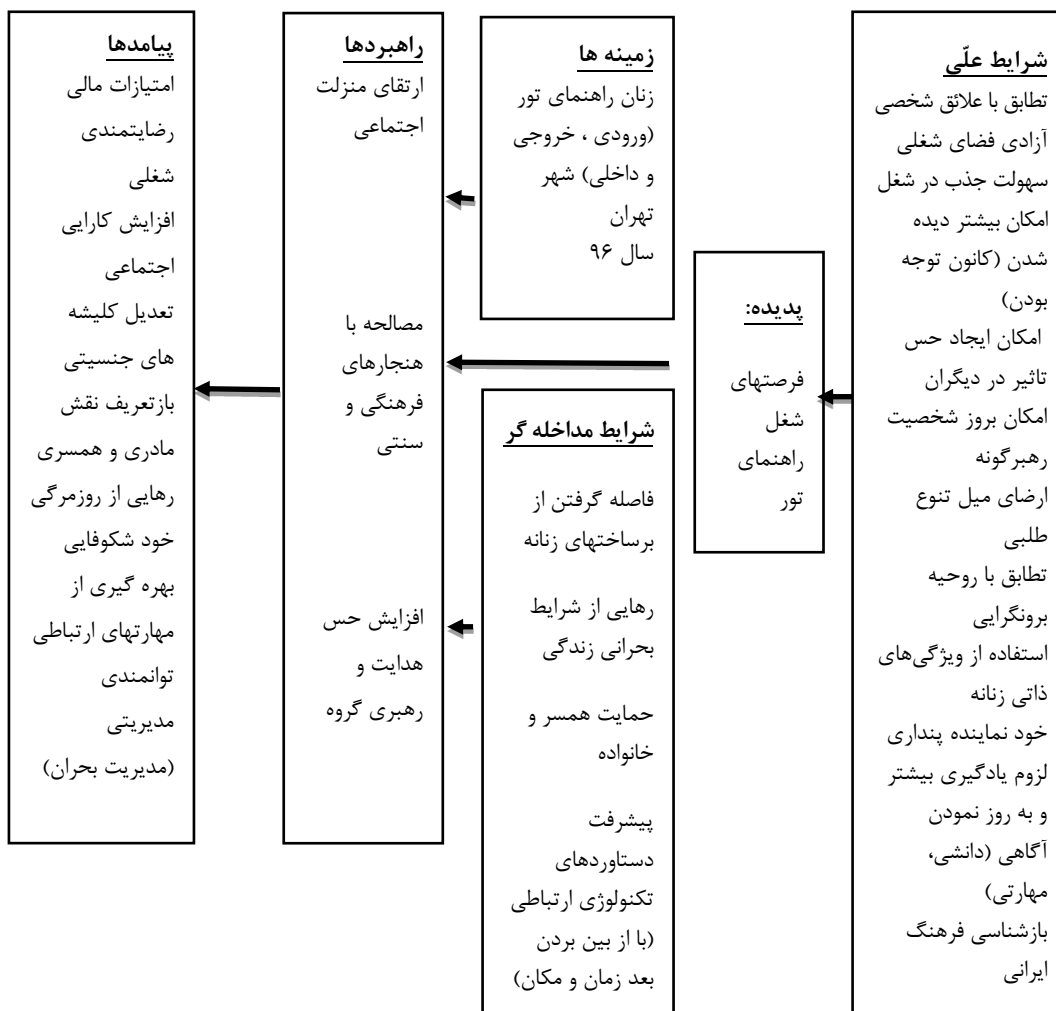 شرایط علّی
تطابق با علائق شخصی
آزادی فضای شغلی
سهولت جذب در شغل
امکان بیشتر دیده
شدن (کانون توجه
بودن)
امکان ایجاد حس
تاثیر در دیگران
امکان بروز شخصیت
رهبرگونه
ارضای میل تنوع
طلبی
تطابق با روحیه
برونگرایی
استفاده از ویژگی‌های
ذاتی زنانه
خود نماینده پنداری
لزوم یادگیری بیشتر
و به روز نمودن
آگاهی (دانشی،
مهارتی)
بازشناسی فرهنگ
ایرانی
پدیده:
فرصتهای
شغل
راهنمای
تور
زمینه ها
زنان راهنمای تور
(ورودی ، خروجی
و داخلی) شهر
تهران
سال ۹۶
شرایط مداخله گر
فاصله گرفتن از
برساختهای زنانه
رهایی از شرایط
بحرانی زندگی
حمایت همسر و
خانواده
پیشرفت
دستاوردهای
تکنولوژی ارتباطی
(با از بین بردن
بعد زمان و مکان)
راهبردها
ارتقای منزلت
اجتماعی
مصالحه با
هنجارهای
فرهنگی و
سنتی
افزایش حس
هدایت و
رهبری گروه
پیامدها
امتیازات مالی
رضایتمندی
شغلی
افزایش کارایی
اجتماعی
تعدیل کلیشه
های جنسیتی
بازتعریف نقش
مادری و همسری
رهایی از روزمرگی
خود شکوفایی
بهره گیری از
مهارتهای ارتباطی
توانمندی
مدیریتی
(مدیریت بحران)